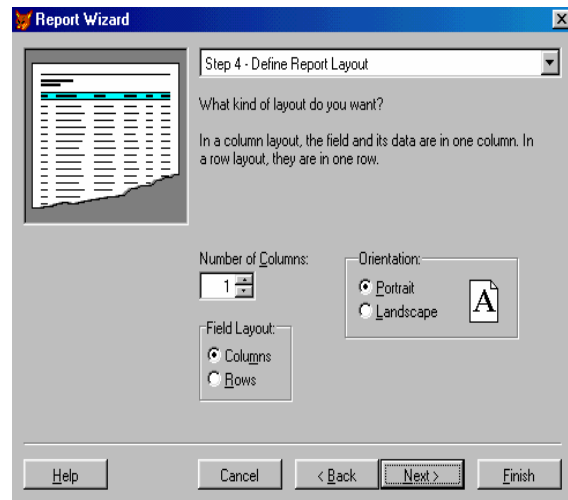 Report Wizard
Step 4 - Define Report Layout
What kind of layout do you want?
In a column layout, the field and its data are in one column. In
a row layout, they are in one row.
Number of Columns:
1
Orientation:
Portrait
Landscape
A
Field Layout:
Columns
Rows
Help
Cancel
< Back
Next >
Finish